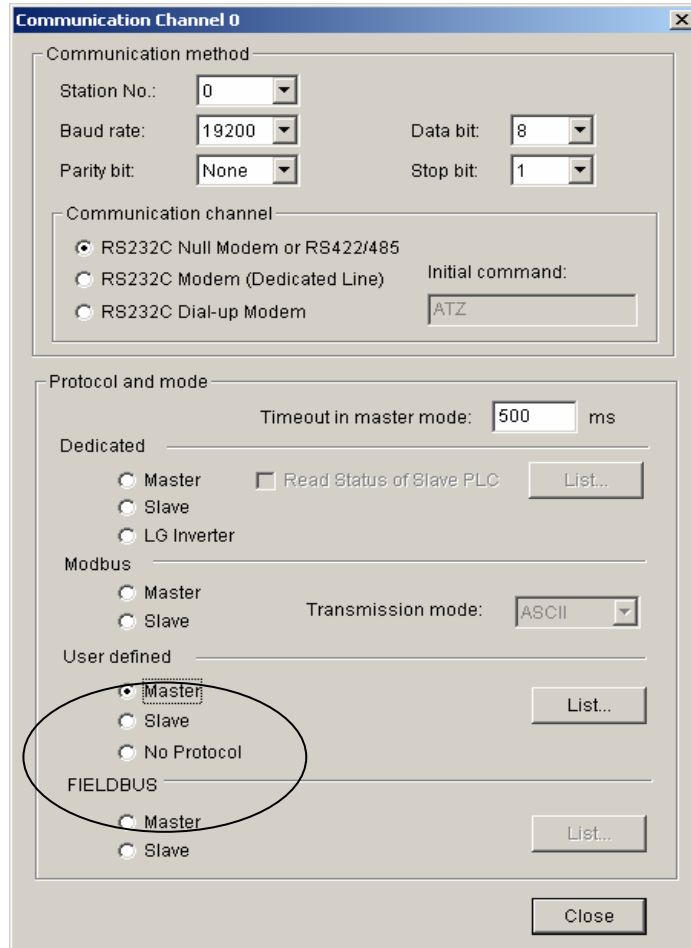 Communication Channel 0
Communication method
Station No.: 0
Baud rate: 19200 Data bit: 8
Parity bit: None Stop bit: 1
Communication channel
RS232C Null Modem or RS422/485
RS232C Modem (Dedicated Line) Initial command:
RS232C Dial-up Modem ATZ
Protocol and mode
Timeout in master mode: 500 ms
Dedicated
Master Read Status of Slave PLC List...
Slave
LG Inverter
Modbus
Master
Slave Transmission mode: ASCII
User defined
Master List...
Slave
No Protocol
FIELDBUS
Master List...
Slave
Close